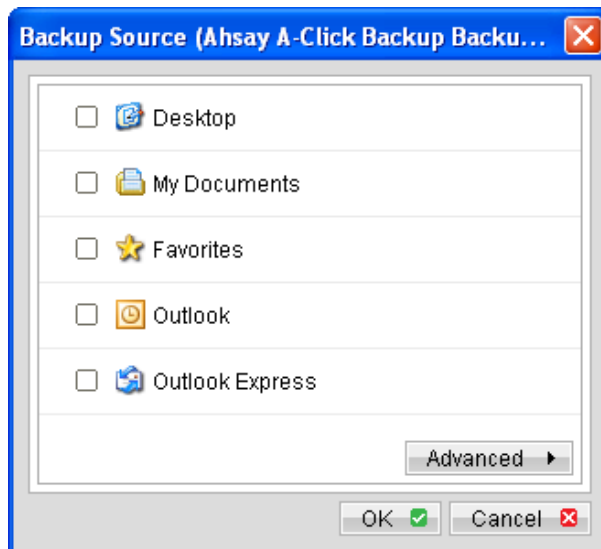 Backup Source (Ahsay A-Click Backup Backu...
Desktop
My Documents
Favorites
Outlook
Outlook Express
Advanced
OK
Cancel